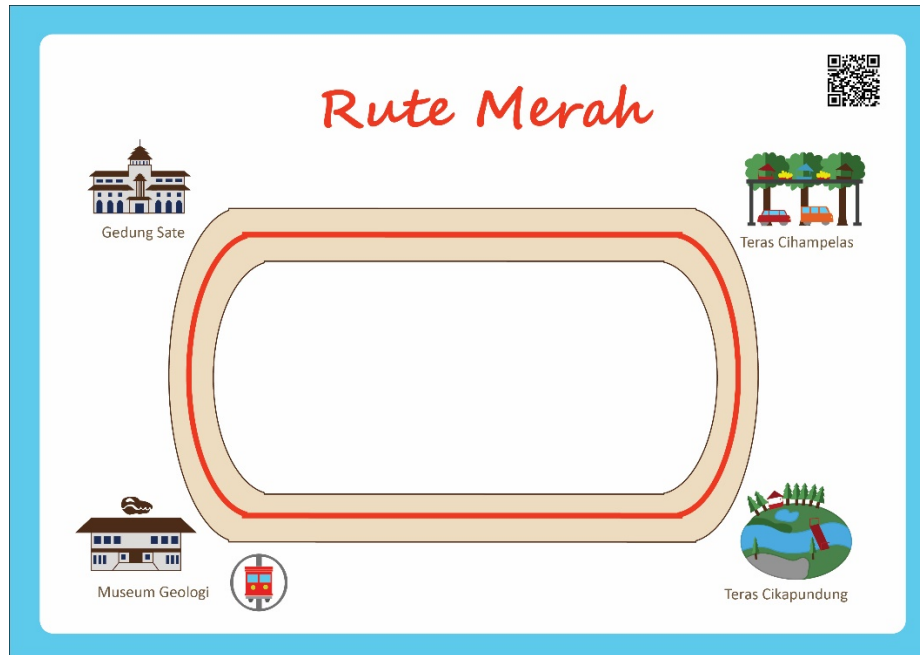 Rute Merah
Gedung Sate
Teras Cihampelas
Museum Geologi
Teras Cikapundung